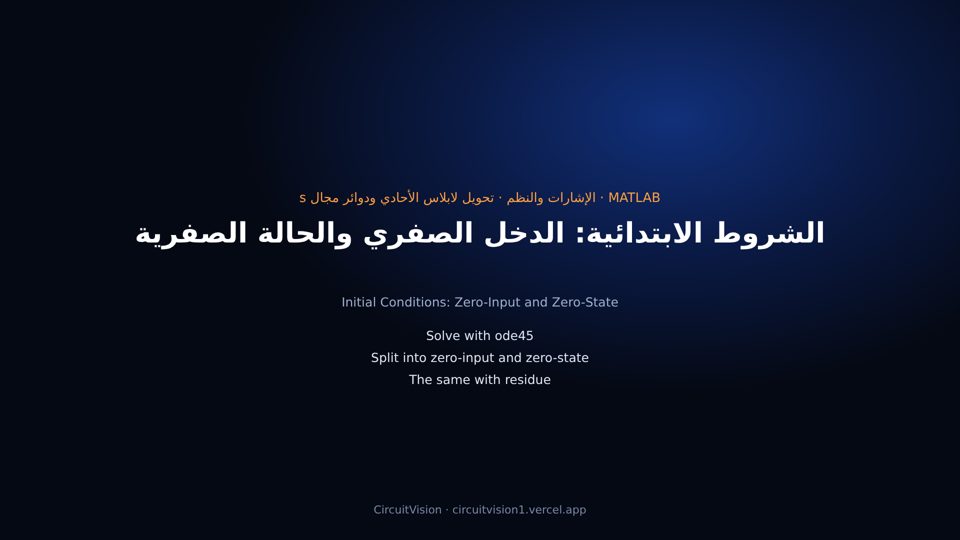 MATLAB · الإشارات والنظم · تحويل لابلاس الأحادي ودوائر مجال s
الشروط الابتدائية: الدخل الصفري والحالة الصفرية
Initial Conditions: Zero-Input and Zero-State
Solve with ode45
Split into zero-input and zero-state
The same with residue
CircuitVision · circuitvision1.vercel.app